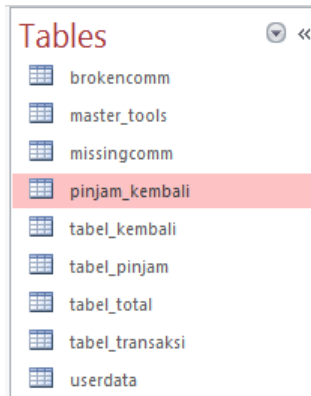 Tables
brokencomm
master_tools
missingcomm
pinjam_kembali
tabel_kembali
tabel_pinjam
tabel_total
tabel_transaksi
userdata